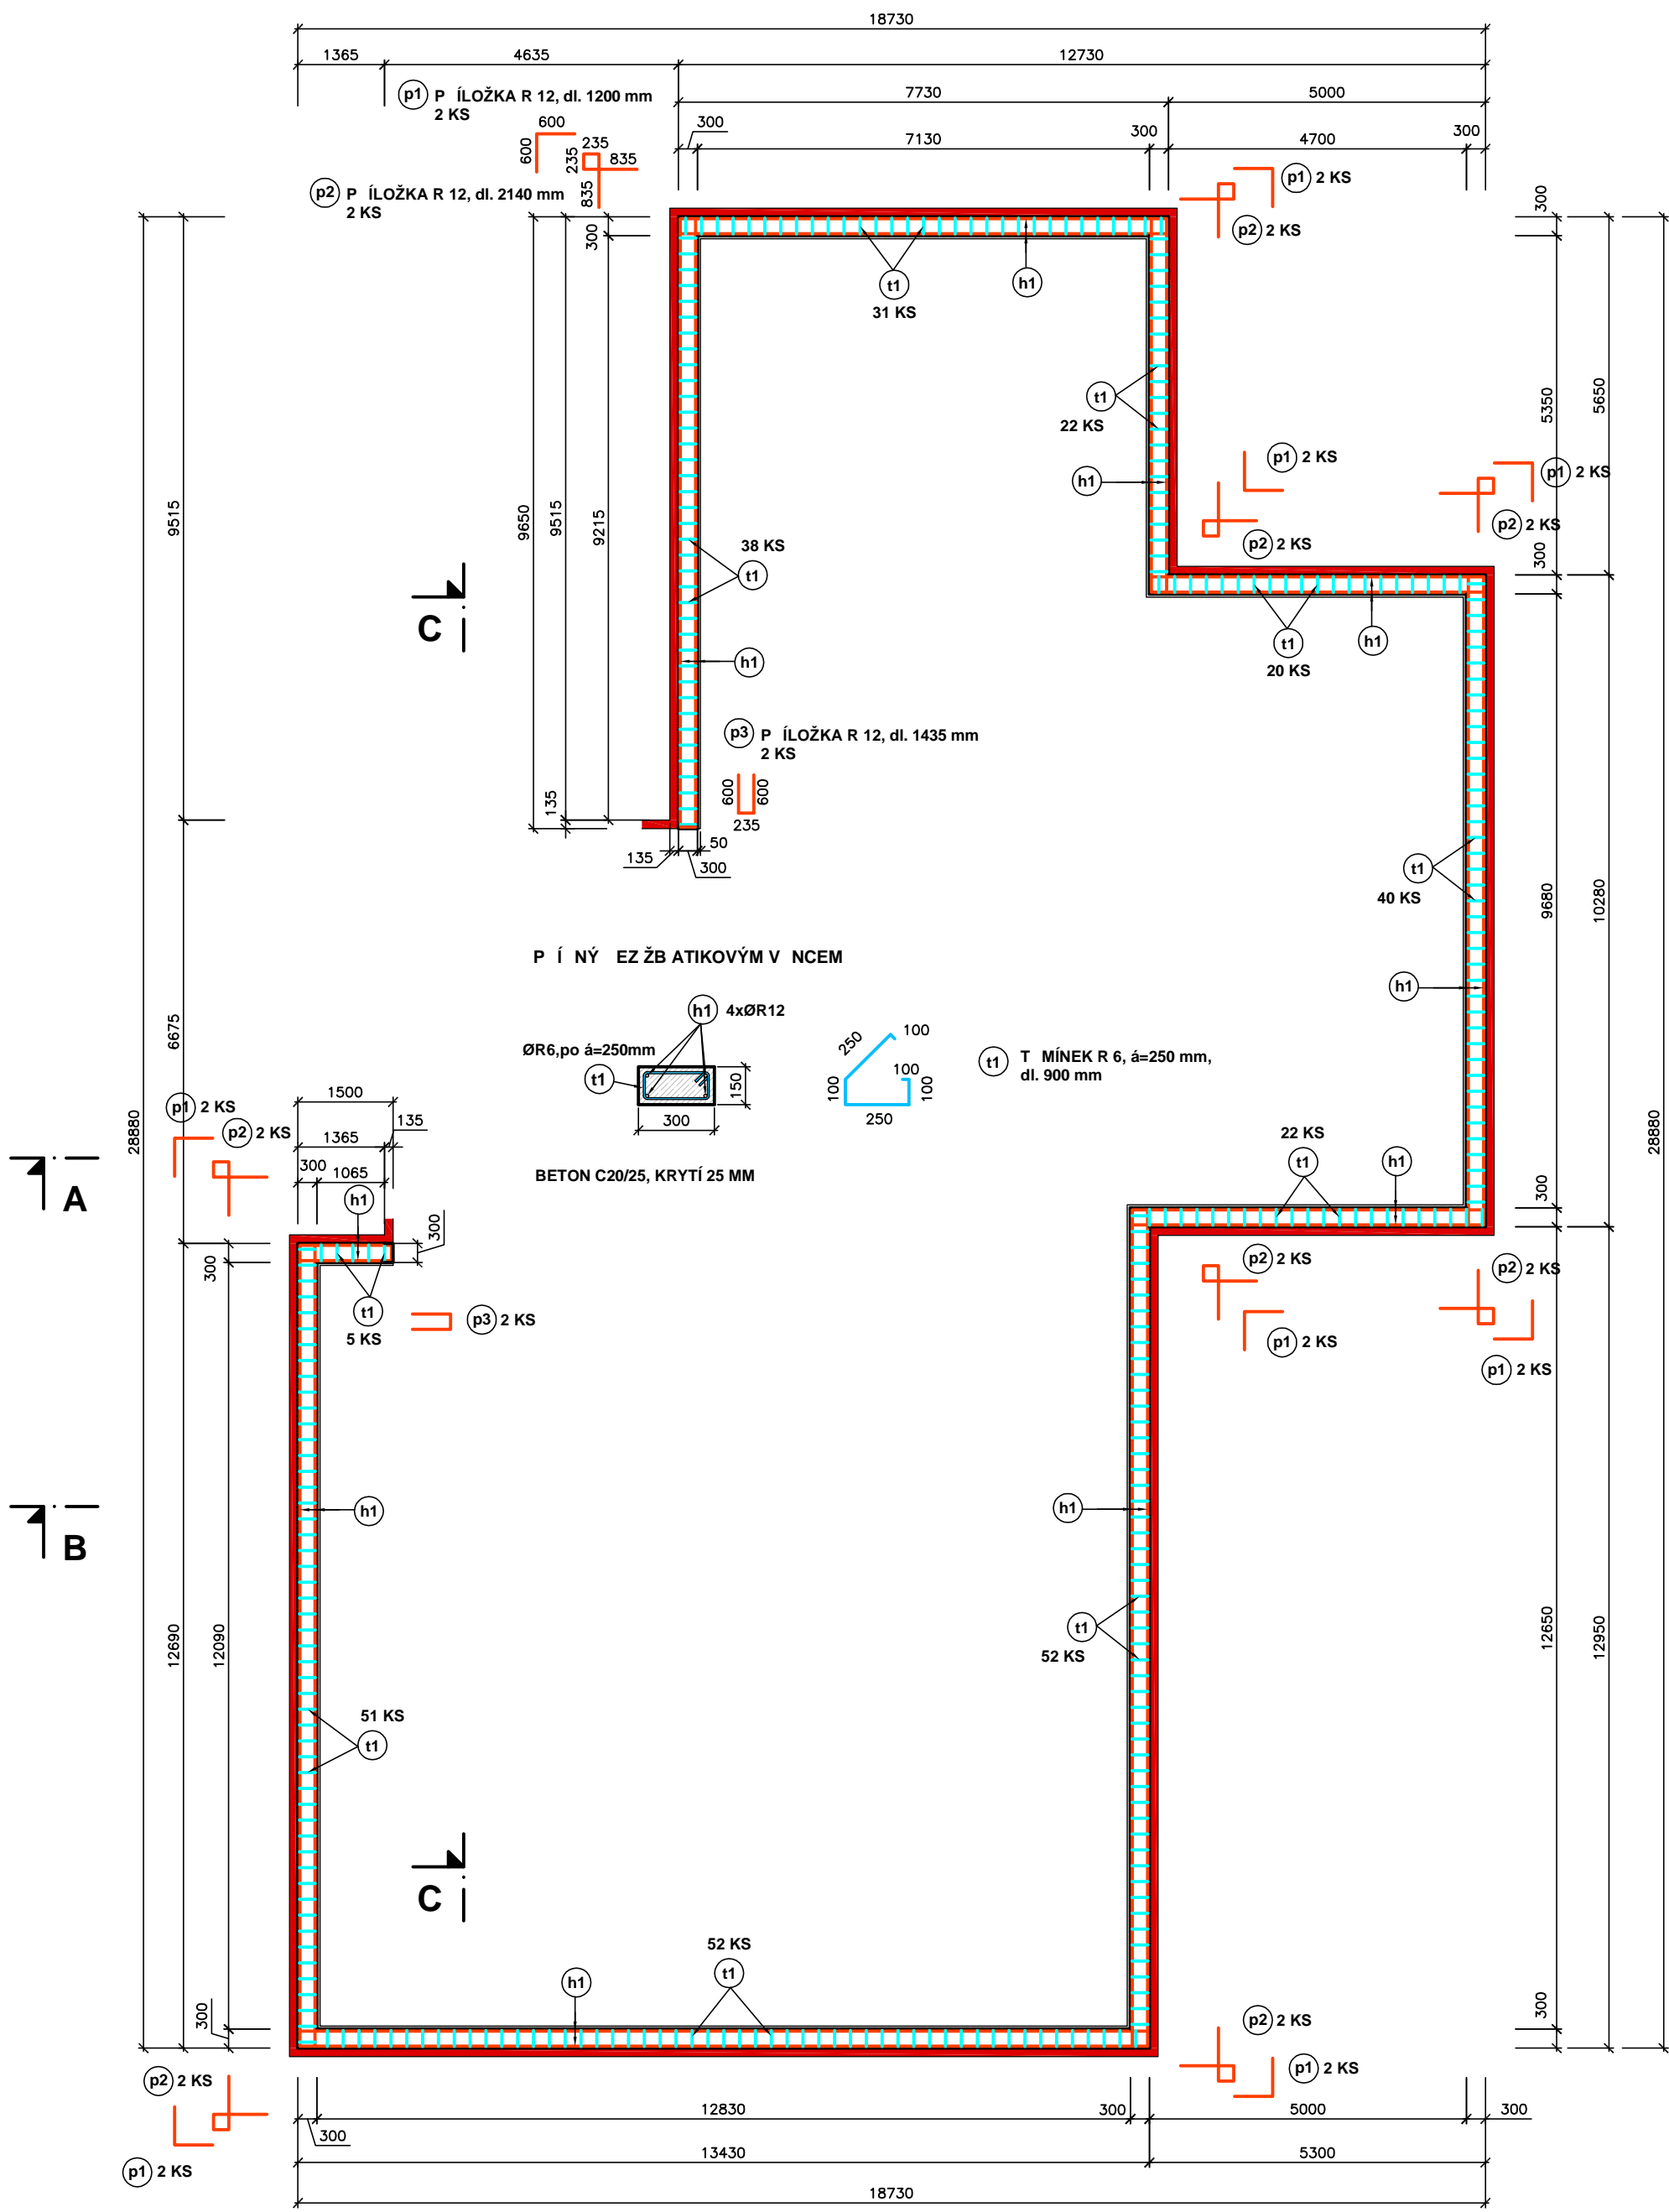 18730
1365 4635 12730
p1 P ÍLOŽKA R 12, dl. 1200 mm
2 KS
7730 5000
600
600
235
235
835
835
300 7130 300 4700 300
p2 P ÍLOŽKA R 12, dl. 2140 mm
2 KS
p1 2 KS
p2 2 KS
300
300
t1
31 KS
h1
5350
5650
t1
22 KS
h1
p1 2 KS
p2 2 KS
p1 2 KS
p2 2 KS
300
9515
9650
9515
9215
38 KS
t1
h1
C
t1
20 KS
h1
p3 P ÍLOŽKA R 12, dl. 1435 mm
2 KS
600
600
235
135
135
300
50
t1
40 KS
h1
9680
10280
P Í NÝ EZ ŽB ATIKOVÝM V NCEM
h1 4xØR12
ØR6,po á=250mm
t1
150
300
250
100
100
100
100
250
t1 T MÍNEK R 6, á=250 mm,
dl. 900 mm
BETON C20/25, KRYTÍ 25 MM
6675
28880
28880
p1 2 KS
p2 2 KS
1500
1365
135
300 1065
h1
300
300
t1
5 KS
p3 2 KS
A
22 KS
t1
h1
300
p2 2 KS
p1 2 KS
p2 2 KS
p1 2 KS
B
h1
h1
12690
12090
51 KS
t1
t1
52 KS
12650
12950
C
52 KS
t1
h1
300
300
p2 2 KS
p1 2 KS
p2 2 KS
p1 2 KS
300 12830 300 5000 300
13430 5300
18730